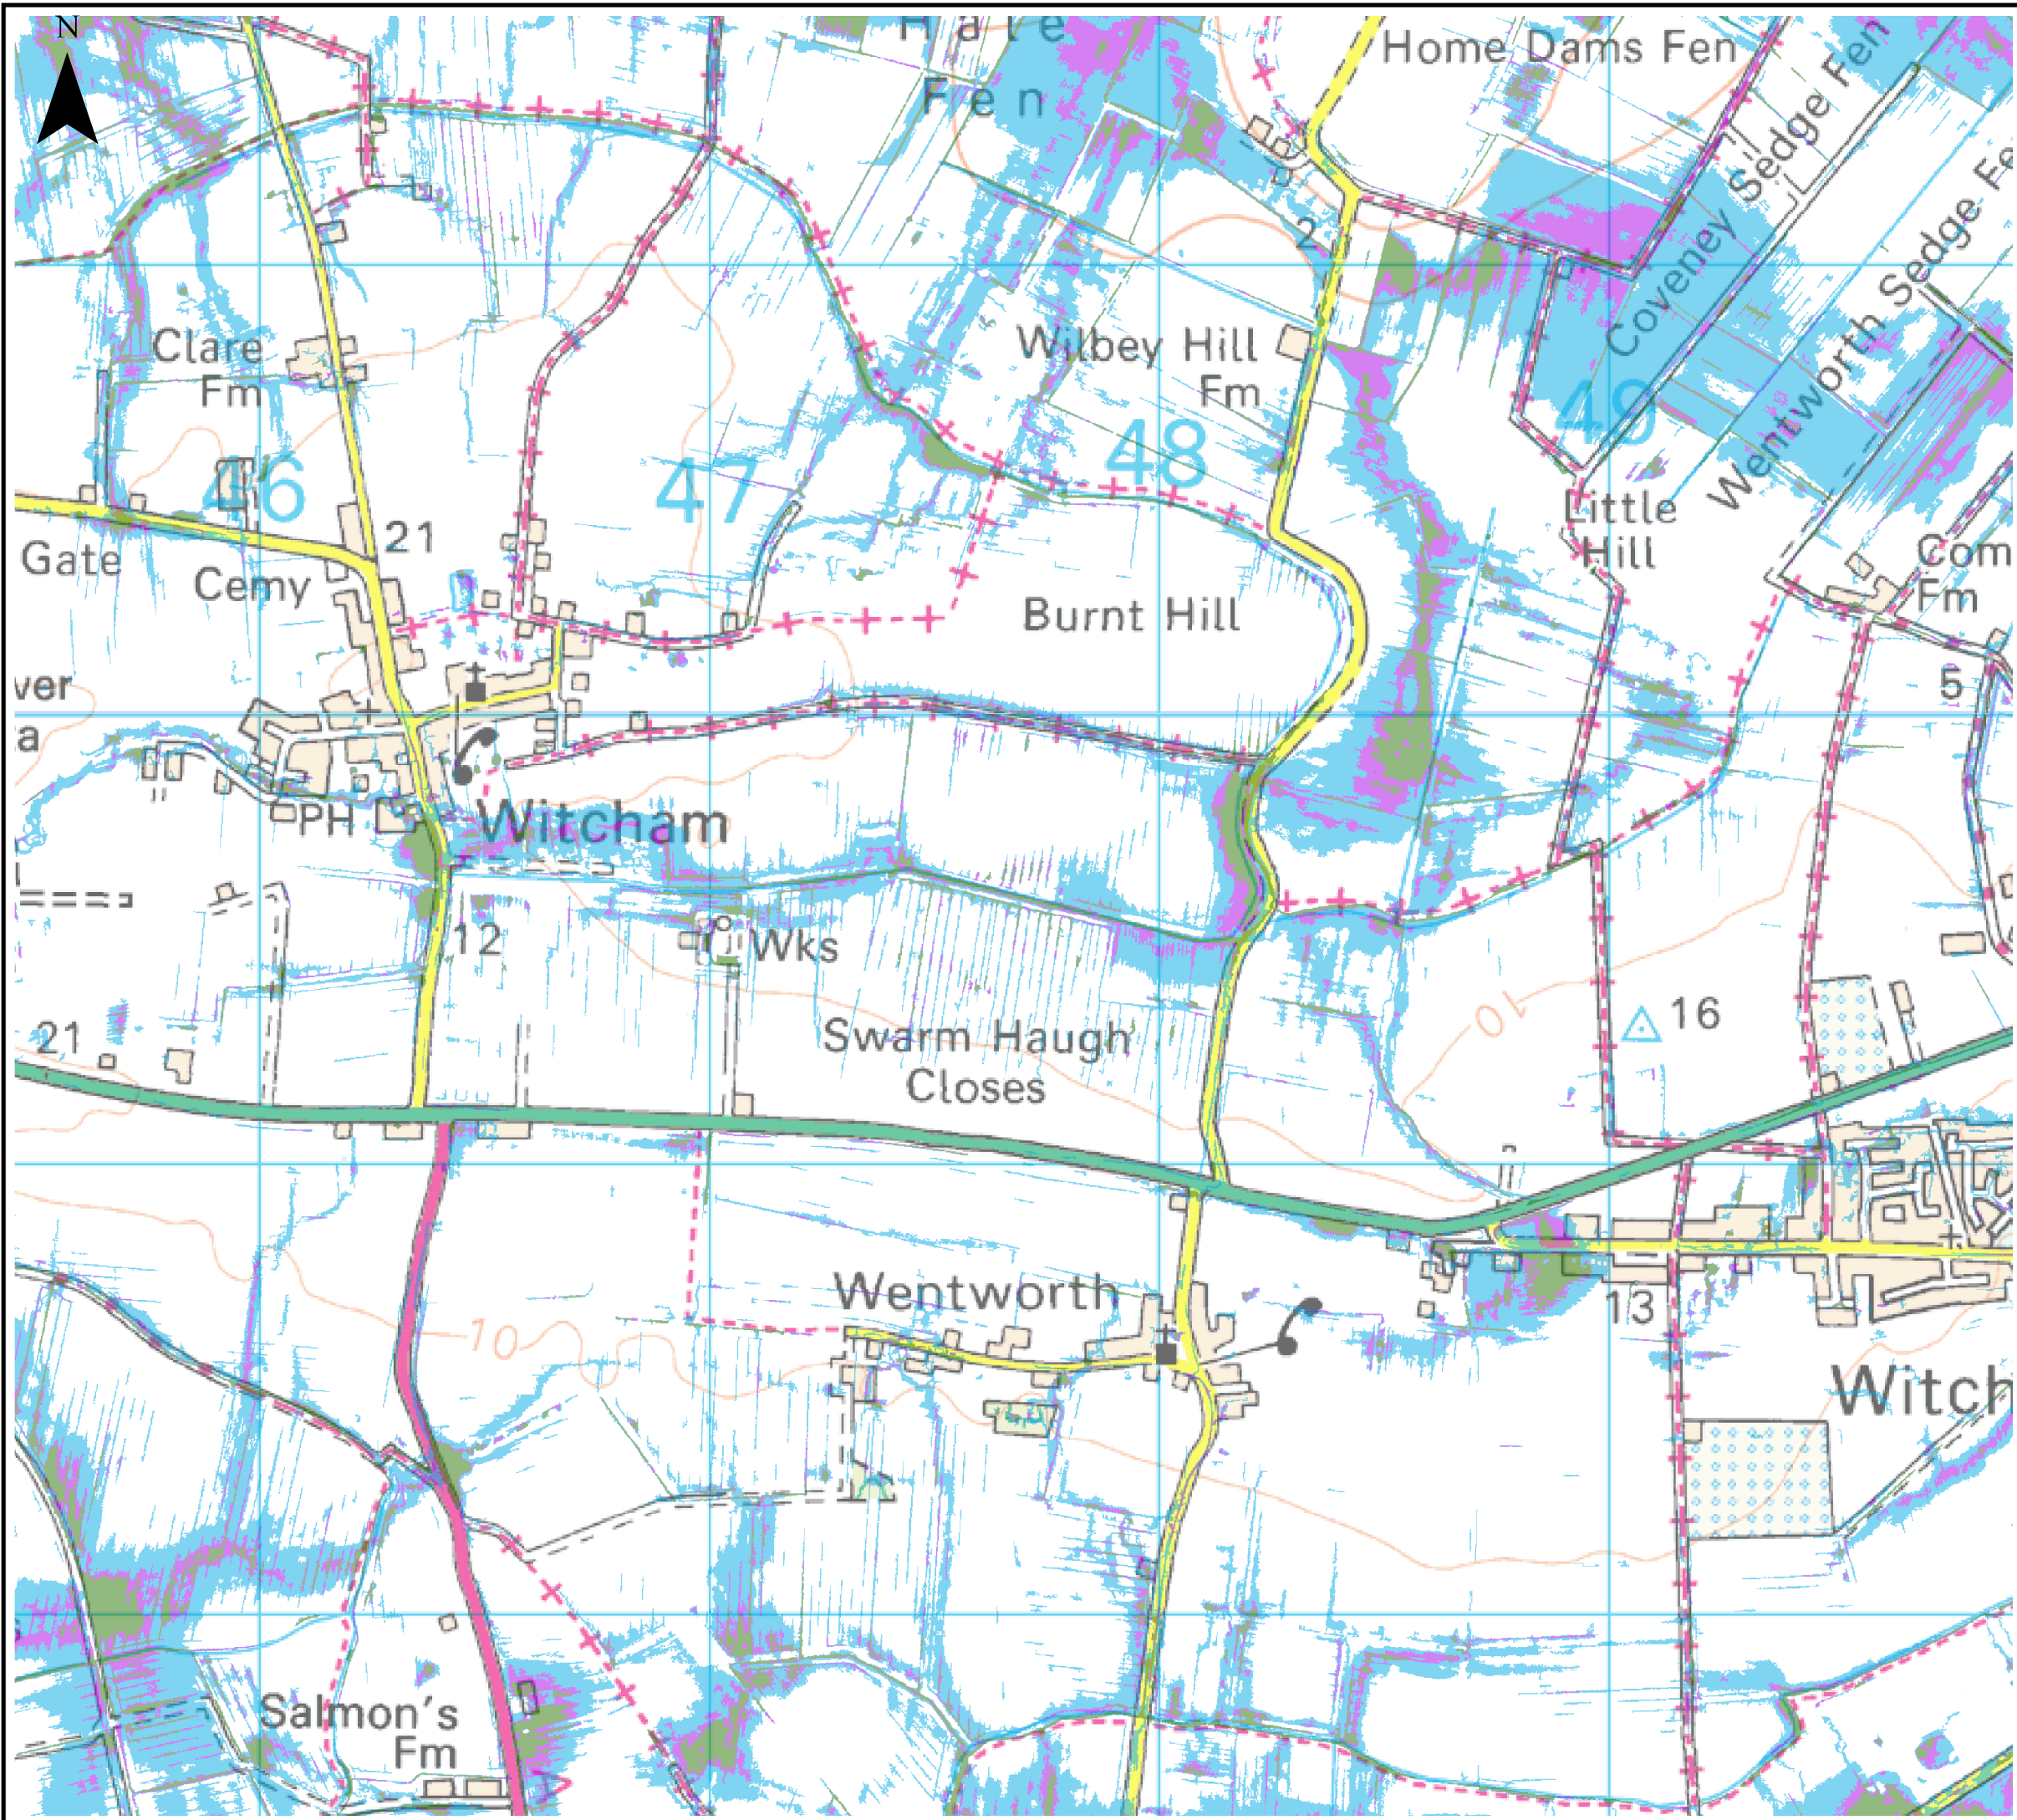 N
Hale
Fen
Home Dams Fen
Coveney Sedge Fen
Wentworth Sedge Fe
2
Clare
Fm
Wilbey Hill
Fm
46
47
48
49
21
Gate
Cemy
Little
Hill
Com
Fm
Burnt Hill
ver
a
5
PH
Witcham
12
Wks
21
Swarm Haugh
Closes
10
16
Wentworth
10
13
Witch
Salmon's
Fm